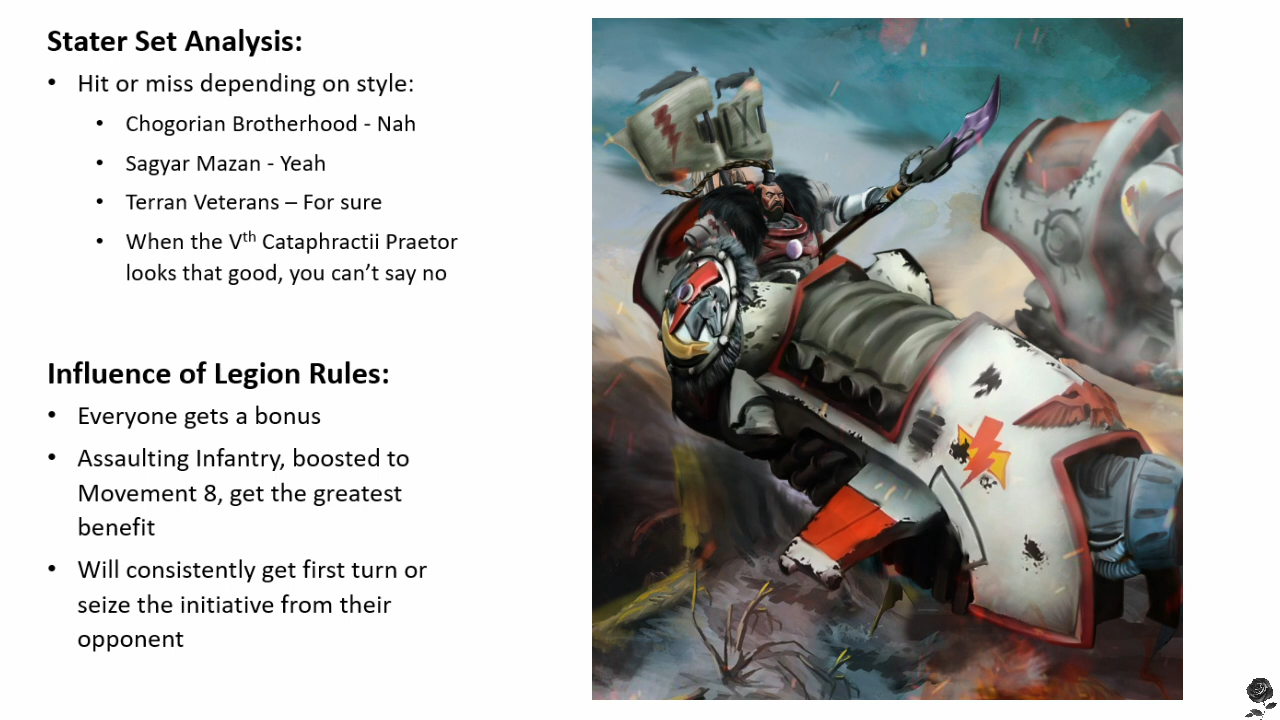 Stater Set Analysis:
• Hit or miss depending on style:
• Chogorian Brotherhood - Nah
• Sagyar Mazan - Yeah
• Terran Veterans – For sure
• When the Vth Cataphractii Praetor
looks that good, you can’t say no
Influence of Legion Rules:
• Everyone gets a bonus
• Assaulting Infantry, boosted to
Movement 8, get the greatest
benefit
• Will consistently get first turn or
seize the initiative from their
opponent